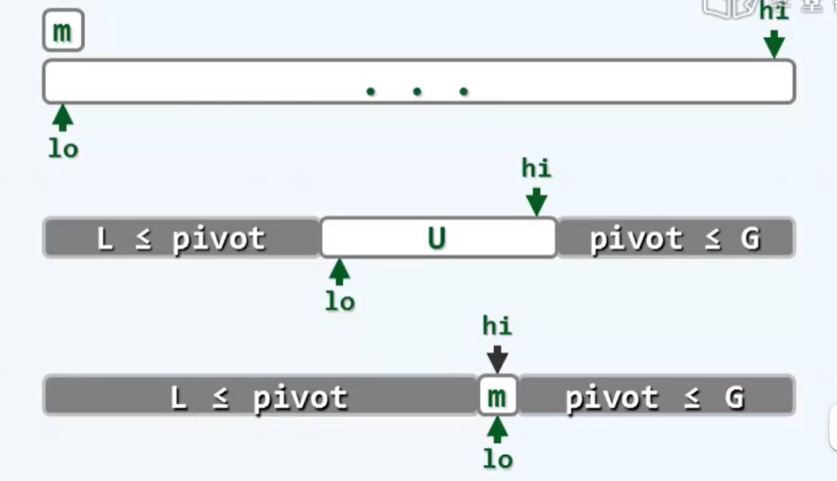 m
hi
. . .
lo
hi
L ≤ pivot U pivot ≤ G
lo
hi
L ≤ pivot m pivot ≤ G
lo